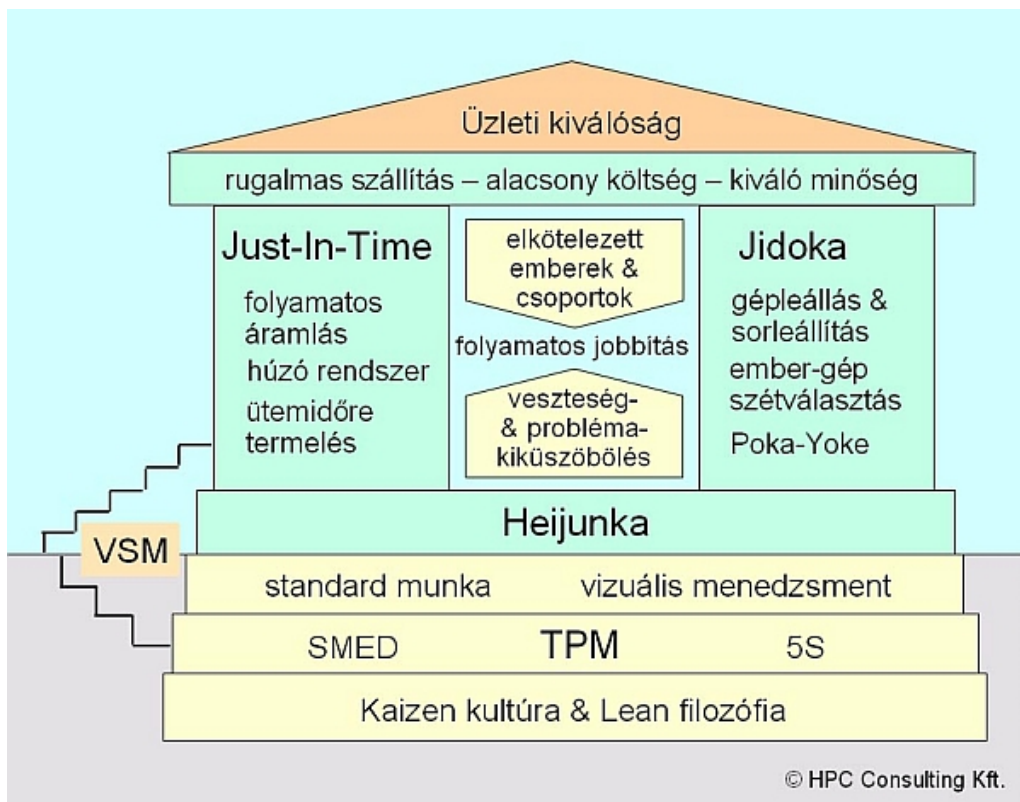 Üzleti kiválóság
rugalmas szállítás – alacsony költség – kiváló minőség
Just-In-Time
folyamatos
áramlás
húzó rendszer
ütemidőre
termelés
elkötelezett
emberek &
csoportok
folyamatos jobbítás
veszteség-
& probléma-
kiküszöbölés
Jidoka
gépleállás &
sorleállítás
ember-gép
szétválasztás
Poka-Yoke
Heijunka
VSM
standard munka vizuális menedzsment
SMED TPM 5S
Kaizen kultúra & Lean filozófia
© HPC Consulting Kft.